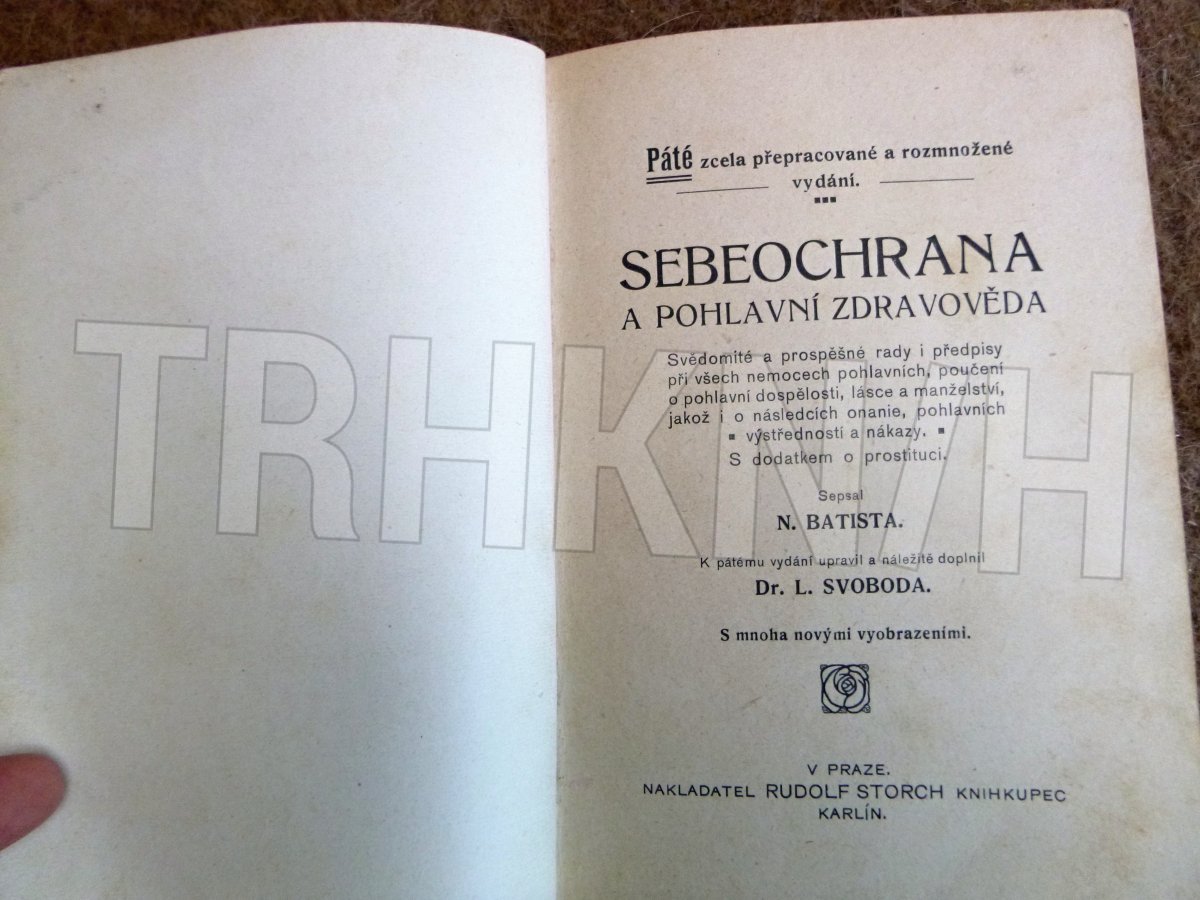 Páté zcela přepracované a rozmnožené
vydání.
SEBEOCHRANA
A POHLAVNÍ ZDRAVOVĚDA
Svědomité a prospěšné rady i předpisy
při všech nemocech pohlavních, poučení
o pohlavní dospělosti, lásce a manželství,
jakož i o následcích onanie, pohlavních
výstředností a nákazy.
S dodatkem o prostituci.
Sepsal
N. BATISTA.
K pátému vydání upravil a náležitě doplnil
Dr. L. SVOBODA.
S mnoha novými vyobrazeními.
V PRAZE.
NAKLADATEL RUDOLF STORCH KNIHKUPEC
KARLÍN.
TRHKNIH